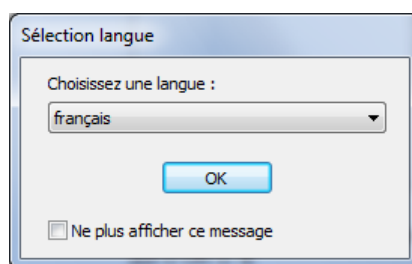 Sélection langue
Choisissez une langue :
français
OK
Ne plus afficher ce message